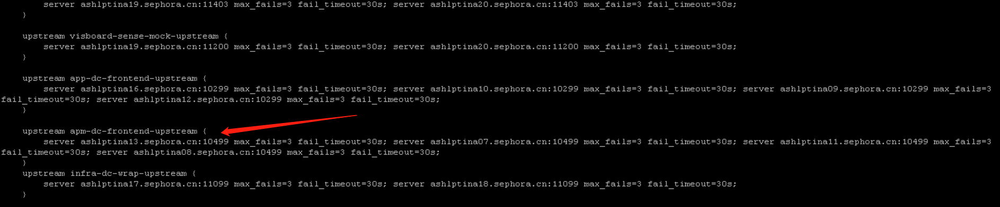 server ashlptina19.sephora.cn:11403 max_fails=3 fail_timeout=30s; server ashlptina20.sephora.cn:11403 max_fails=3 fail_timeout=30s;
}
upstream visboard-sense-mock-upstream {
server ashlptina19.sephora.cn:11200 max_fails=3 fail_timeout=30s; server ashlptina20.sephora.cn:11200 max_fails=3 fail_timeout=30s;
}
upstream app-dc-frontend-upstream {
server ashlptina16.sephora.cn:10299 max_fails=3 fail_timeout=30s; server ashlptina10.sephora.cn:10299 max_fails=3 fail_timeout=30s; server ashlptina09.sephora.cn:10299 max_fails=3
fail_timeout=30s; server ashlptina12.sephora.cn:10299 max_fails=3 fail_timeout=30s;
}
upstream apm-dc-frontend-upstream {
server ashlptina13.sephora.cn:10499 max_fails=3 fail_timeout=30s; server ashlptina07.sephora.cn:10499 max_fails=3 fail_timeout=30s; server ashlptina11.sephora.cn:10499 max_fails=3
fail_timeout=30s; server ashlptina08.sephora.cn:10499 max_fails=3 fail_timeout=30s;
}
upstream infra-dc-wrap-upstream {
server ashlptina17.sephora.cn:11099 max_fails=3 fail_timeout=30s; server ashlptina18.sephora.cn:11099 max_fails=3 fail_timeout=30s;
}